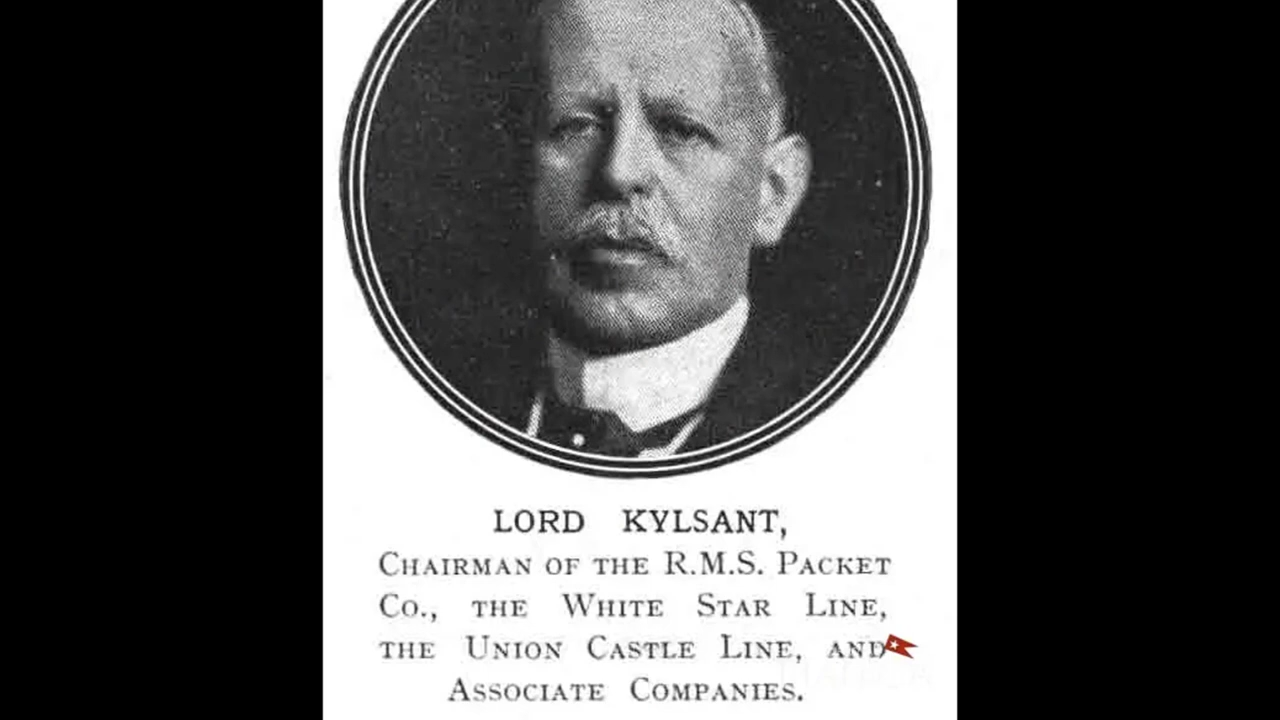 LORD KYLSANT,
CHAIRMAN OF THE R.M.S. PACKET
CO., THE WHITE STAR LINE,
THE UNION CASTLE LINE, AND
ASSOCIATE COMPANIES.